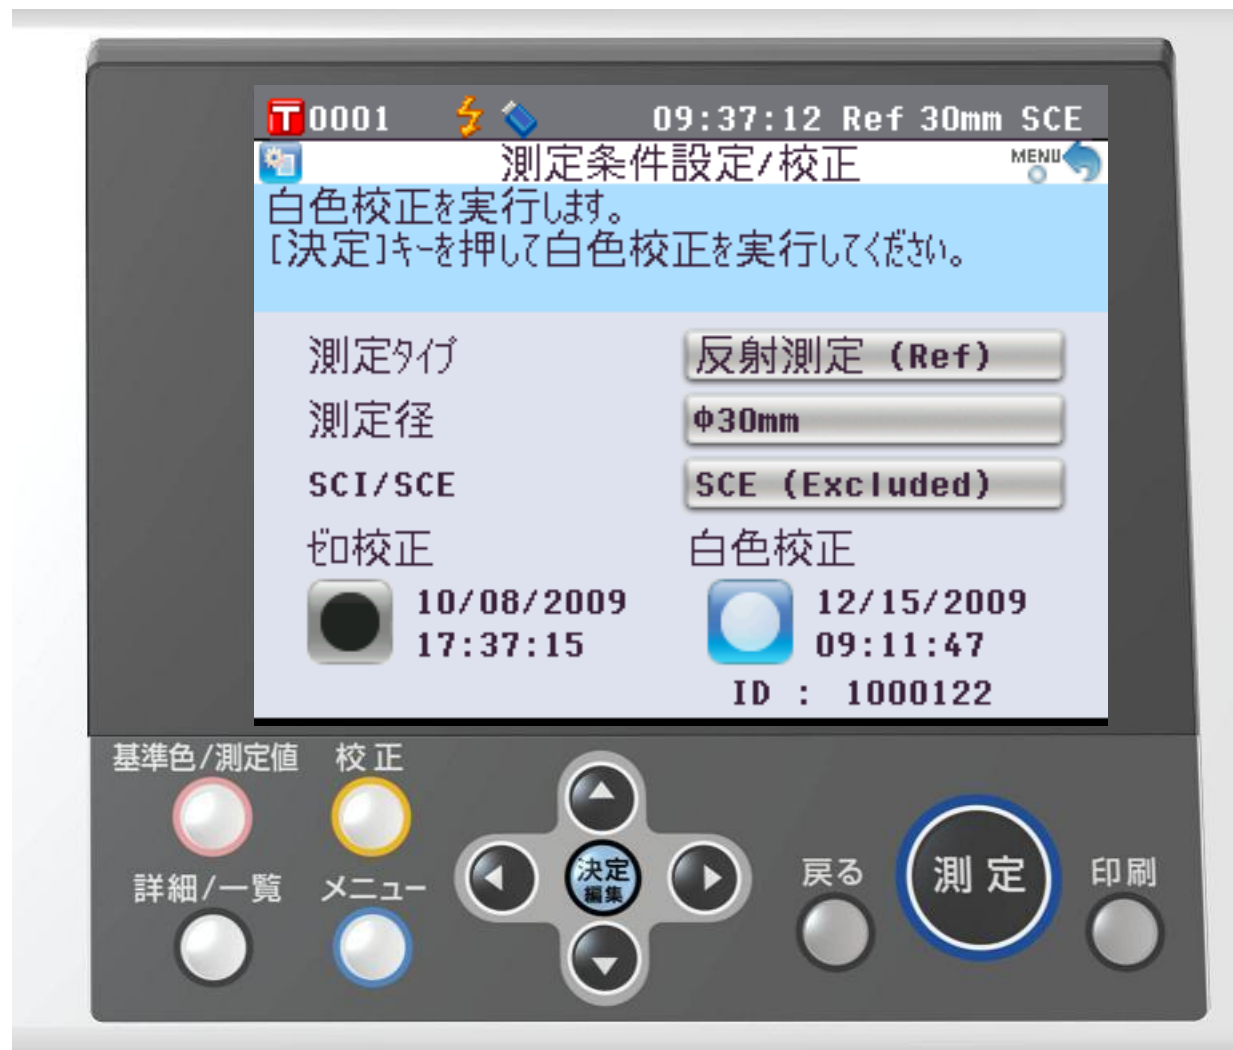 T 0001 09:37:12 Ref 30mm SCE
測定条件設定/校正 MENU
白色校正を実行します。
[決定]キーを押して白色校正を実行してください。
測定タイプ 反射測定 (Ref)
測定径 Φ30mm
SCI/SCE SCE (Excluded)
ゼロ校正 白色校正
10/08/2009 12/15/2009
17:37:15 09:11:47
ID : 1000122
基準色/測定値 校正
詳細/一覧 メニュー
決定
編集
戻る 測定 印刷